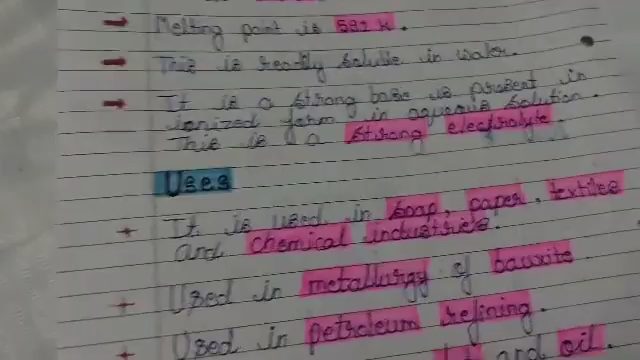 → Melting point is 591 K.
→ This is readily soluble in water.
→ It is a strong base is present in
ionized form in aqueous solution.
This is a strong electrolyte.
Uses
+ It is used in soap, paper, textiles
and chemical industries.
+ Used in metallurgy of bauxite.
+ Used in petroleum refining.
+ and oil.